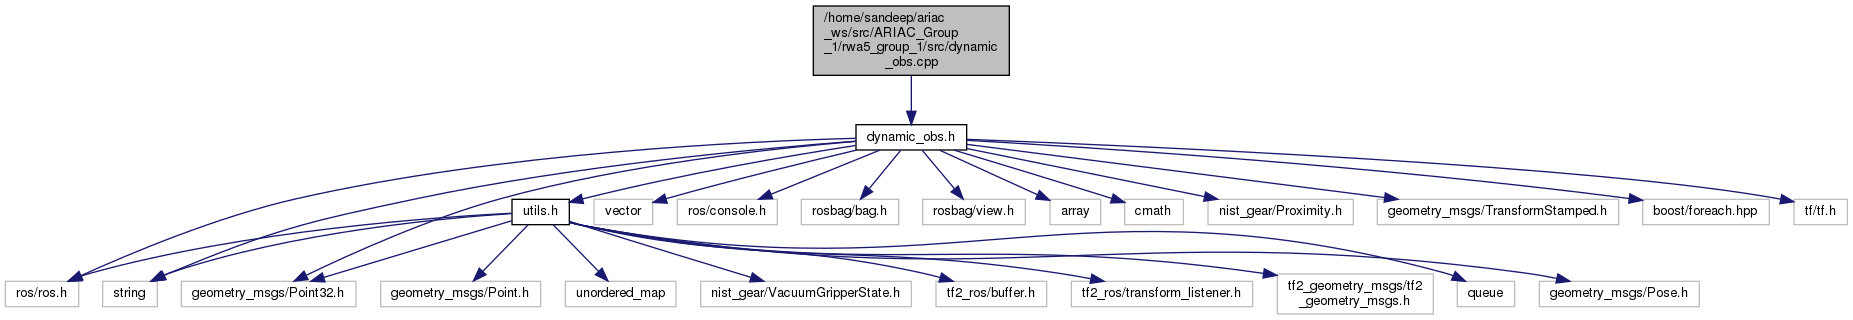 /home/sandeep/ariac
_ws/src/ARIAC_Group
_1/rwa5_group_1/src/dynamic
_obs.cpp
dynamic_obs.h
utils.h
vector
ros/console.h
rosbag/bag.h
rosbag/view.h
array
cmath
nist_gear/Proximity.h
geometry_msgs/TransformStamped.h
boost/foreach.hpp
tf/tf.h
ros/ros.h
string
geometry_msgs/Point32.h
geometry_msgs/Point.h
unordered_map
nist_gear/VacuumGripperState.h
tf2_ros/buffer.h
tf2_ros/transform_listener.h
tf2_geometry_msgs/tf2
_geometry_msgs.h
queue
geometry_msgs/Pose.h